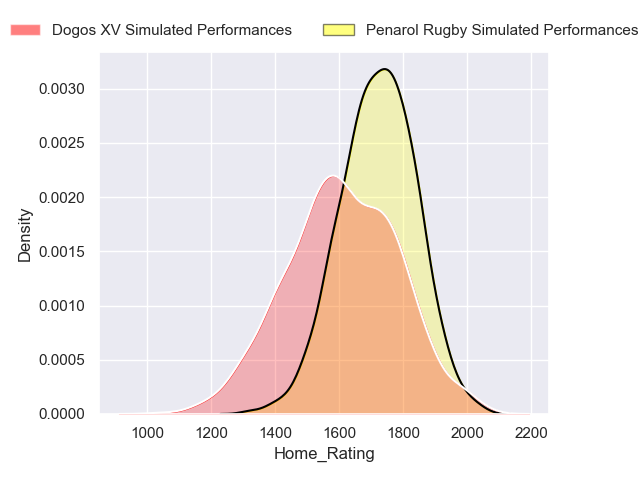 Dogos XV Simulated Performances
Penarol Rugby Simulated Performances
0.0030
0.0025
0.0020
0.0015
0.0010
0.0005
0.0000
Density
1000 1200 1400 1600 1800 2000 2200
Home_Rating